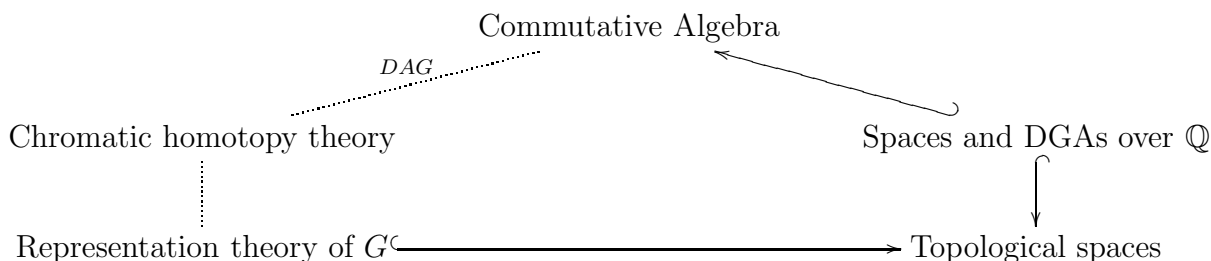 Commutative Algebra
DAG
Chromatic homotopy theory Spaces and DGAs over ℚ
Representation theory of G Topological spaces